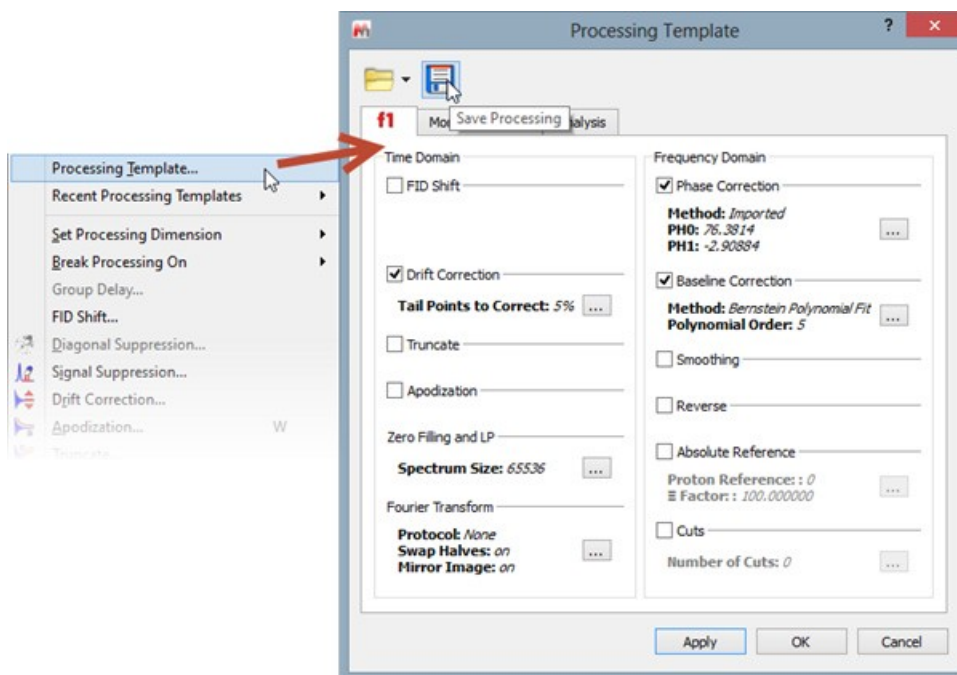 Processing Template
?
Save Processing
f1
Processing Template...
Recent Processing Templates
Set Processing Dimension
Break Processing On
Group Delay...
FID Shift...
Diagonal Suppression...
Signal Suppression...
Drift Correction...
Apodization... W
Truncate...
Time Domain
FID Shift
Drift Correction
Tail Points to Correct: 5% ...
Truncate
Apodization
Zero Filling and LP
Spectrum Size: 65536 ...
Fourier Transform
Protocol: None
Swap Halves: on ...
Mirror Image: on
Frequency Domain
Phase Correction
Method: Imported
PH0: 76.3814 ...
PH1: -2.90884
Baseline Correction
Method: Bernstein Polynomial Fit ...
Polynomial Order: 5
Smoothing
Reverse
Absolute Reference
Proton Reference: : 0 ...
Ξ Factor: : 100.000000
Cuts
Number of Cuts: 0 ...
Apply OK Cancel